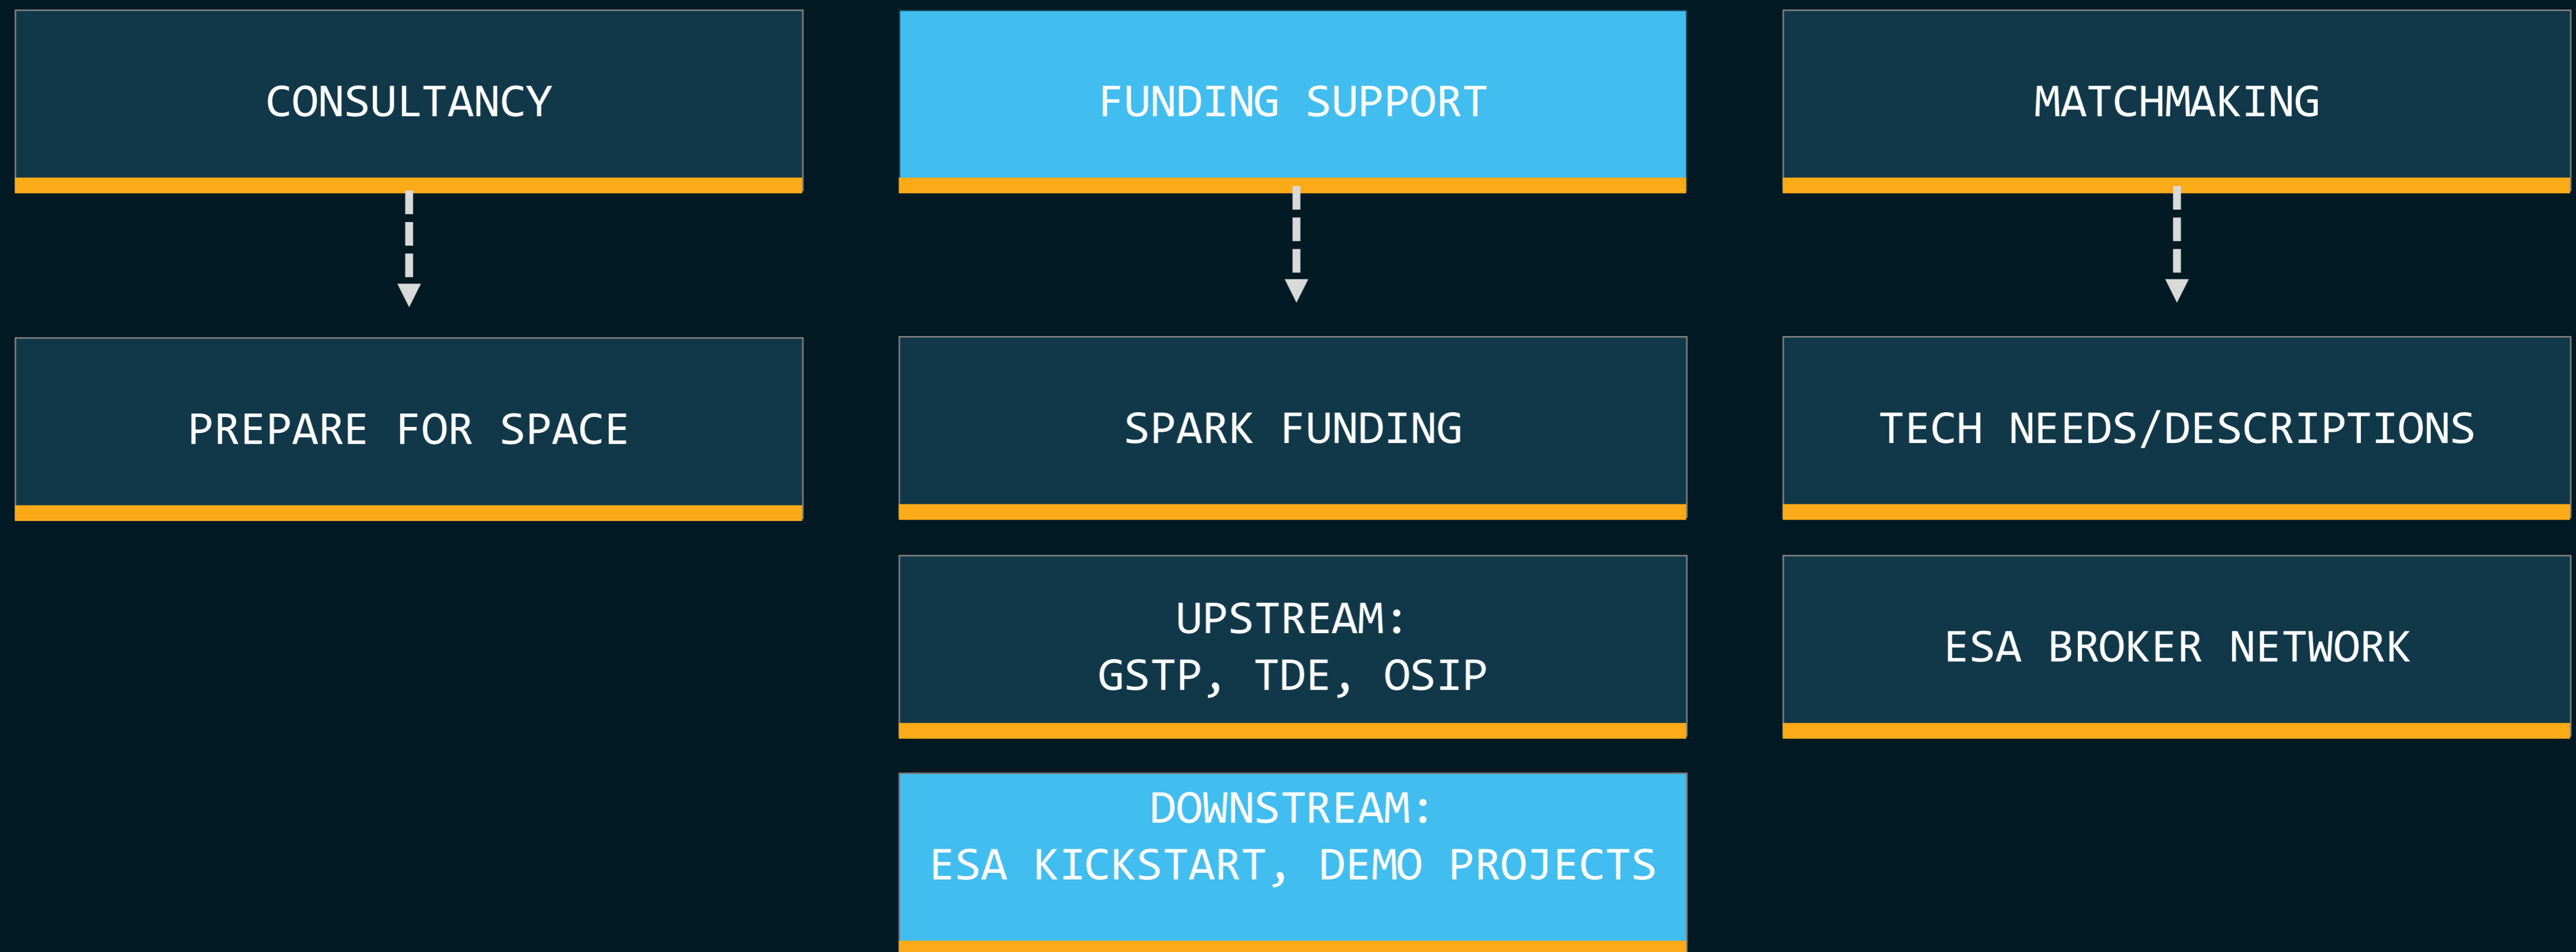 CONSULTANCY
FUNDING SUPPORT
MATCHMAKING
PREPARE FOR SPACE
SPARK FUNDING
TECH NEEDS/DESCRIPTIONS
UPSTREAM:
GSTP, TDE, OSIP
ESA BROKER NETWORK
DOWNSTREAM:
ESA KICKSTART, DEMO PROJECTS